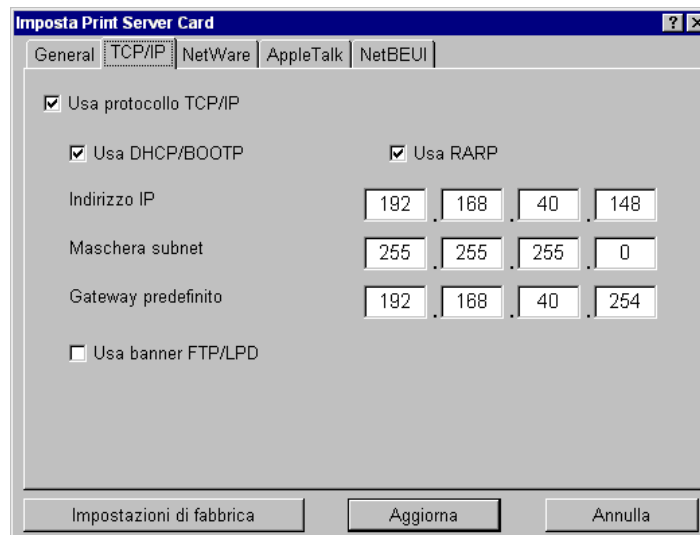 Imposta Print Server Card
General TCP/IP NetWare AppleTalk NetBEUI
Usa protocollo TCP/IP
Usa DHCP/BOOTP Usa RARP
Indirizzo IP 192 . 168 . 40 . 148
Maschera subnet 255 . 255 . 255 . 0
Gateway predefinito 192 . 168 . 40 . 254
Usa banner FTP/LPD
Impostazioni di fabbrica Aggiorna Annulla